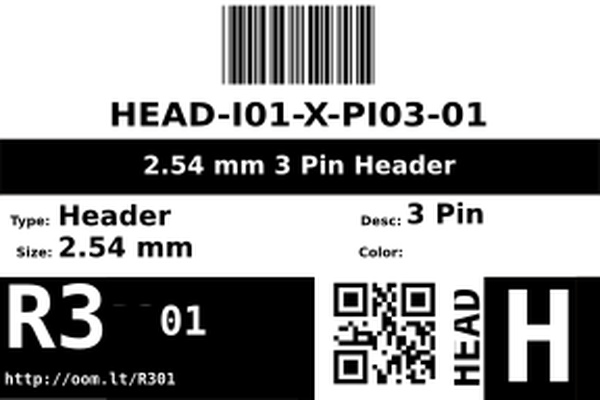 HEAD-I01-X-PI03-01
2.54 mm 3 Pin Header
Type: Header
Desc: 3 Pin
Size: 2.54 mm
Color:
R3 01
HEAD
H
http://oom.lt/R301